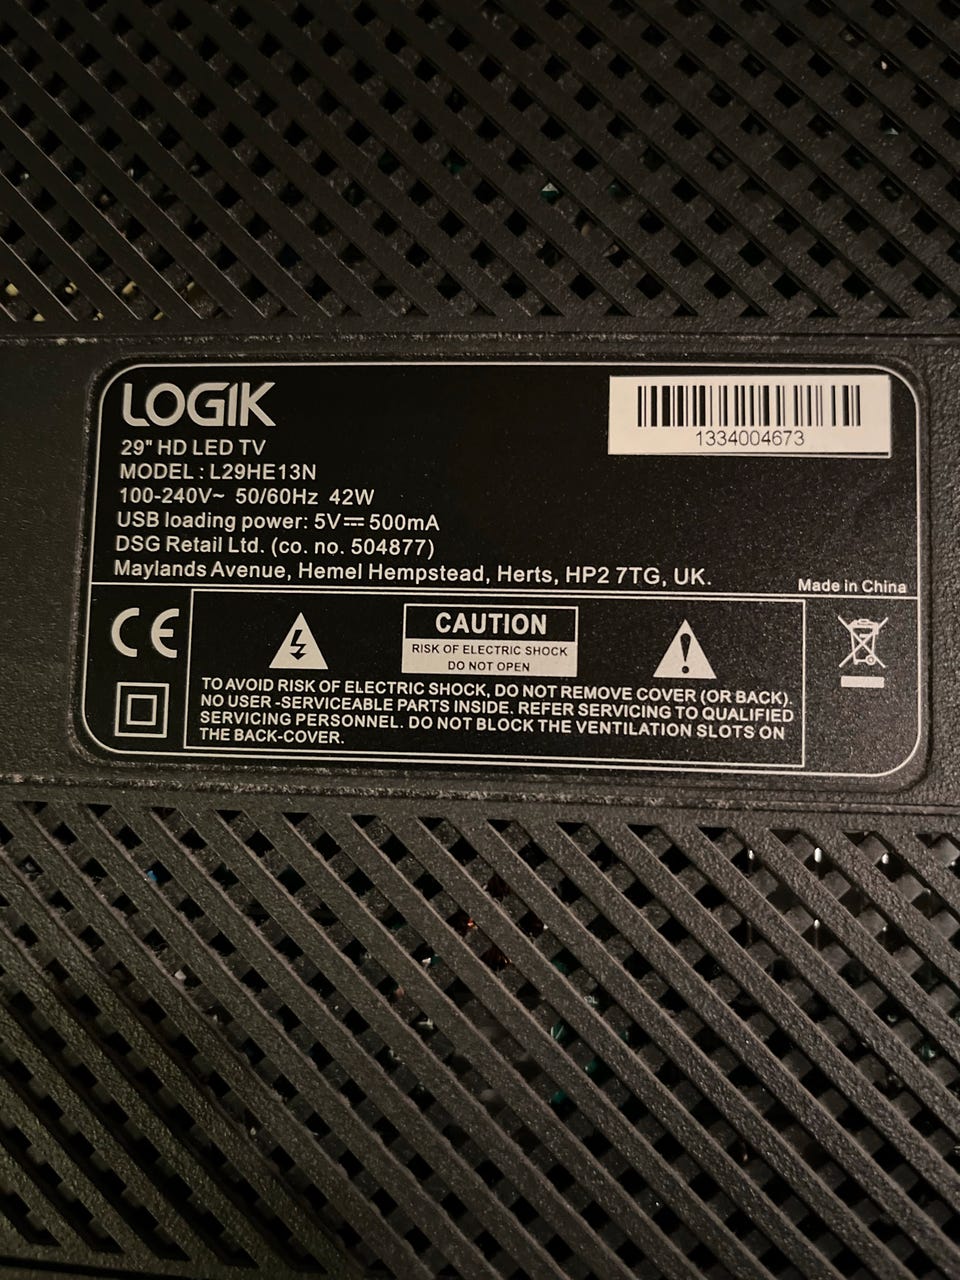 LOGIK
29" HD LED TV
MODEL : L29HE13N
100-240V~ 50/60Hz 42W
USB loading power: 5V⎓500mA
DSG Retail Ltd. (co. no. 504877)
Maylands Avenue, Hemel Hempstead, Herts, HP2 7TG, UK.
1334004673
Made in China
CE
CAUTION
RISK OF ELECTRIC SHOCK
DO NOT OPEN
TO AVOID RISK OF ELECTRIC SHOCK, DO NOT REMOVE COVER (OR BACK).
NO USER -SERVICEABLE PARTS INSIDE. REFER SERVICING TO QUALIFIED
SERVICING PERSONNEL. DO NOT BLOCK THE VENTILATION SLOTS ON
THE BACK-COVER.